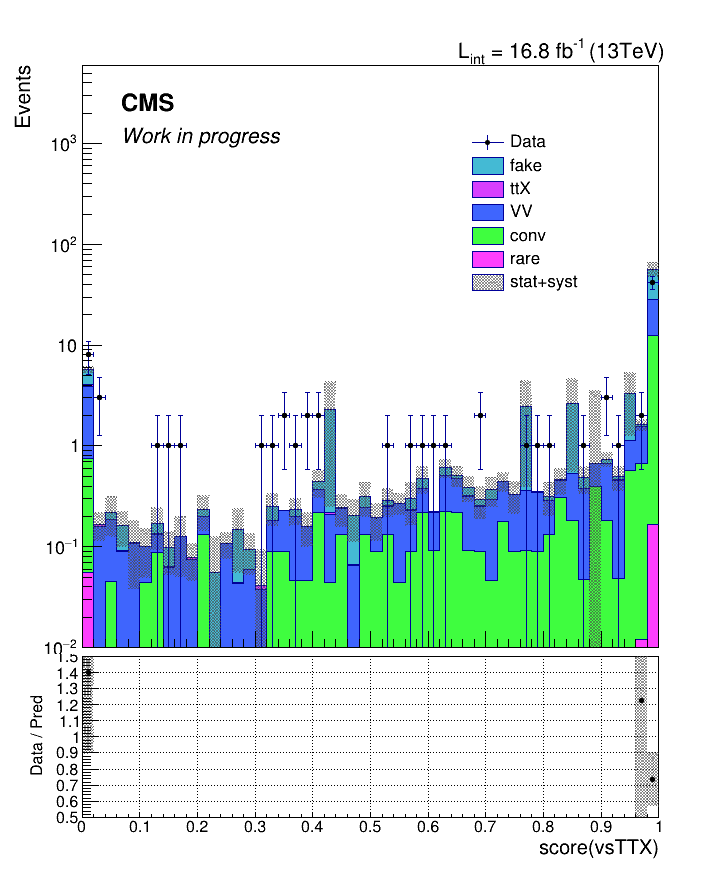 L_int = 16.8 fb^-1 (13TeV)
Events
CMS
Work in progress
Data
fake
ttX
VV
conv
rare
stat+syst
10^3
10^2
10
1
10^-1
10^-2
Data / Pred
1.5
1.4
1.3
1.2
1.1
1
0.9
0.8
0.7
0.6
0.5
0 0.1 0.2 0.3 0.4 0.5 0.6 0.7 0.8 0.9 1
score(vsTTX)